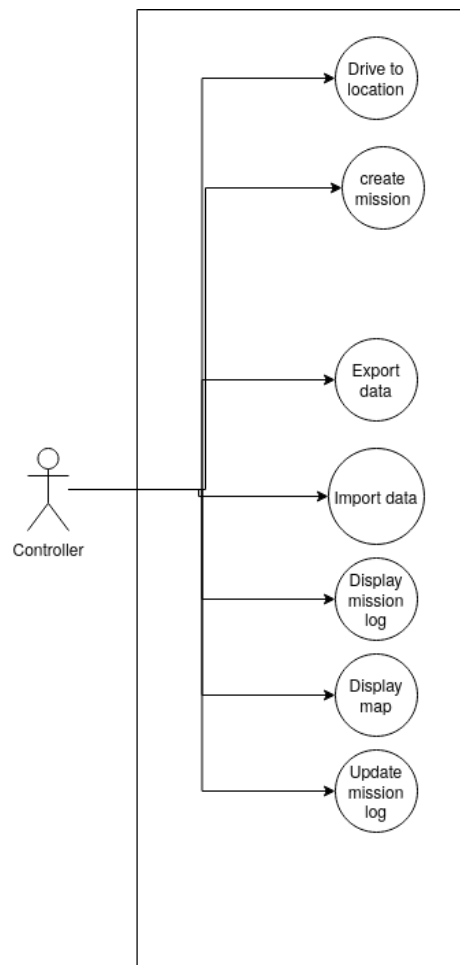 Drive to
location
create
mission
Export
data
Import data
Controller
Display
mission
log
Display
map
Update
mission
log